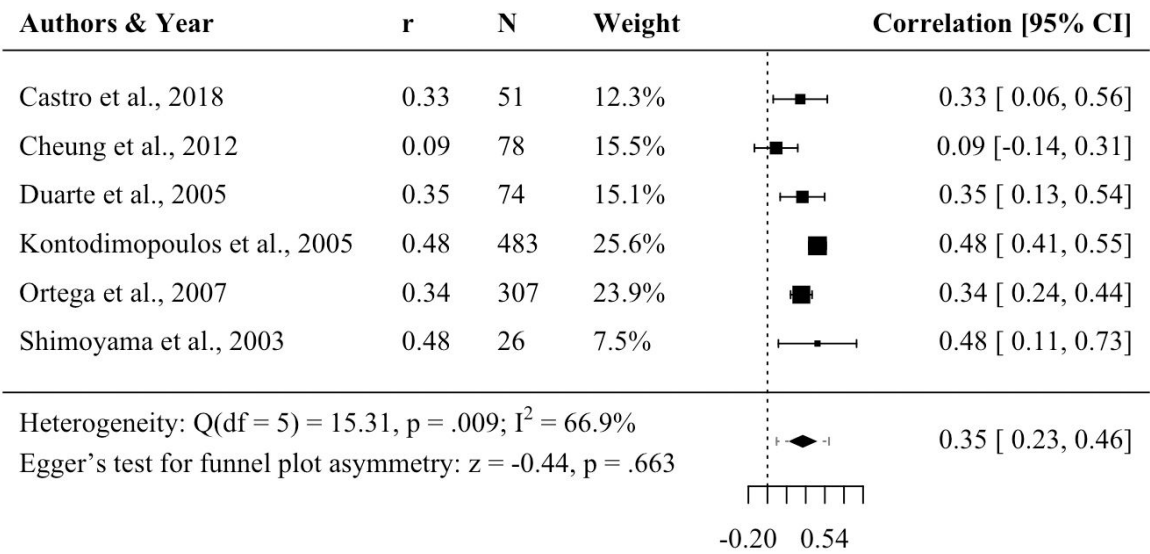 Authors & Year r N Weight Correlation [95% CI]
Castro et al., 2018 0.33 51 12.3% 0.33 [ 0.06, 0.56]
Cheung et al., 2012 0.09 78 15.5% 0.09 [-0.14, 0.31]
Duarte et al., 2005 0.35 74 15.1% 0.35 [ 0.13, 0.54]
Kontodimopoulos et al., 2005 0.48 483 25.6% 0.48 [ 0.41, 0.55]
Ortega et al., 2007 0.34 307 23.9% 0.34 [ 0.24, 0.44]
Shimoyama et al., 2003 0.48 26 7.5% 0.48 [ 0.11, 0.73]
Heterogeneity: Q(df = 5) = 15.31, p = .009; I² = 66.9%
0.35 [ 0.23, 0.46]
Egger’s test for funnel plot asymmetry: z = -0.44, p = .663
-0.20 0.54